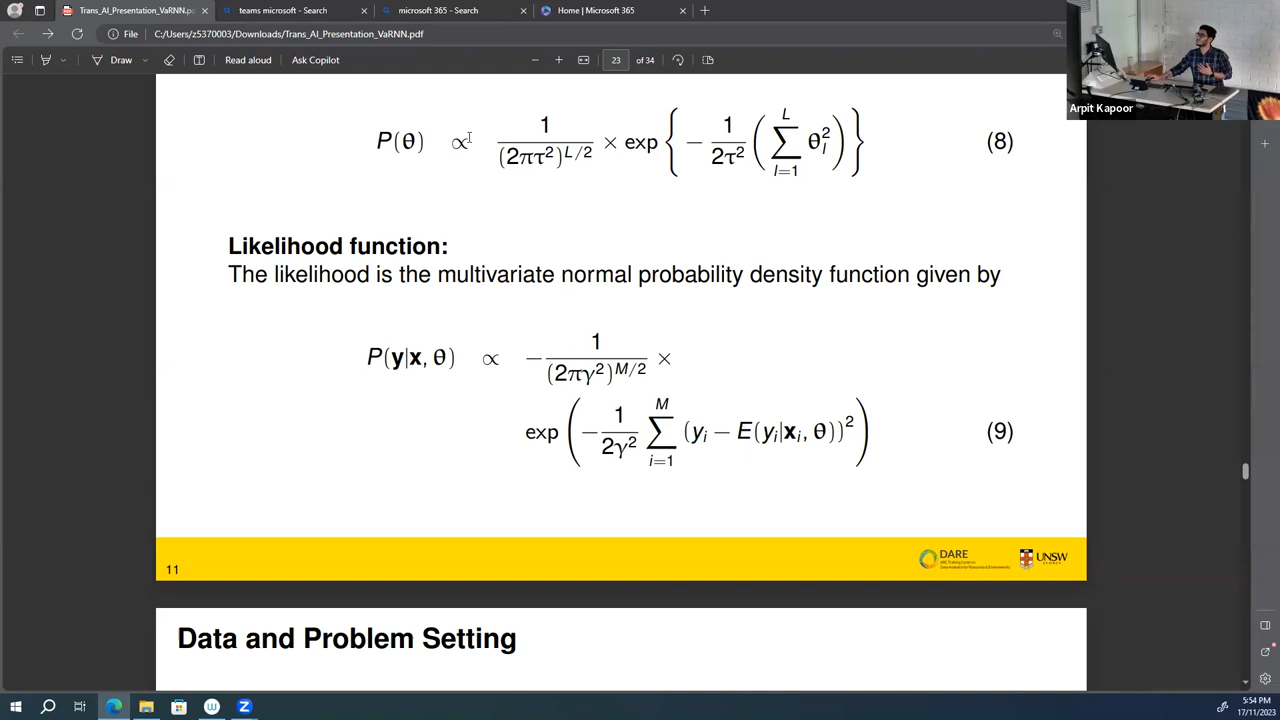 Trans_AI_Presentation_VaRNN.pc
teams microsoft - Search
microsoft 365 - Search
Home | Microsoft 365
File
C:/Users/z5370003/Downloads/Trans_AI_Presentation_VaRNN.pdf
Draw
Read aloud
Ask Copilot
23
of 34
Arpit Kapoor
P(θ) ∝ 1/(2πτ²)^{L/2} × exp { − 1/2τ² ( ∑_{l=1}^{L} θ_l² ) } (8)
Likelihood function:
The likelihood is the multivariate normal probability density function given by
P(y|x, θ) ∝ − 1/(2πγ²)^{M/2} ×
exp ( − 1/2γ² ∑_{i=1}^{M} (y_i − E(y_i|x_i, θ))² ) (9)
11
DARE
UNSW
SYDNEY
Data and Problem Setting
5:54 PM
17/11/2023